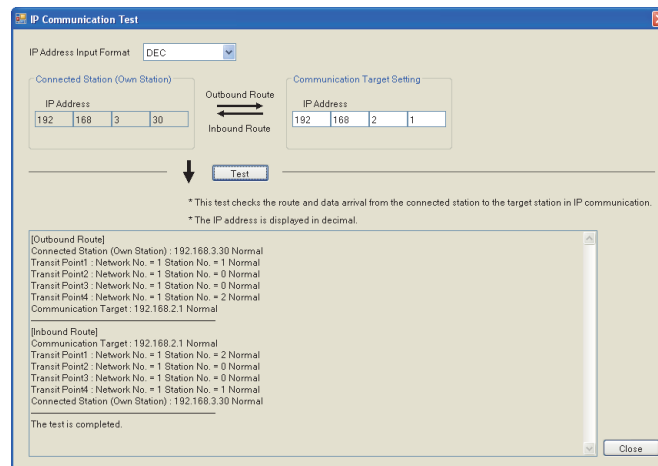 IP Communication Test
IP Address Input Format DEC
Connected Station (Own Station)
IP Address
192 168 3 30
Outbound Route
Inbound Route
Communication Target Setting
IP Address
192 168 2 1
Test
* This test checks the route and data arrival from the connected station to the target station in IP communication.
* The IP address is displayed in decimal.
[Outbound Route]
Connected Station (Own Station) : 192.168.3.30 Normal
Transit Point1 : Network No. = 1 Station No. = 1 Normal
Transit Point2 : Network No. = 1 Station No. = 0 Normal
Transit Point3 : Network No. = 1 Station No. = 0 Normal
Transit Point4 : Network No. = 1 Station No. = 2 Normal
Communication Target : 192.168.2.1 Normal
[Inbound Route]
Communication Target : 192.168.2.1 Normal
Transit Point1 : Network No. = 1 Station No. = 2 Normal
Transit Point2 : Network No. = 1 Station No. = 0 Normal
Transit Point3 : Network No. = 1 Station No. = 0 Normal
Transit Point4 : Network No. = 1 Station No. = 1 Normal
Connected Station (Own Station) : 192.168.3.30 Normal
The test is completed.
Close